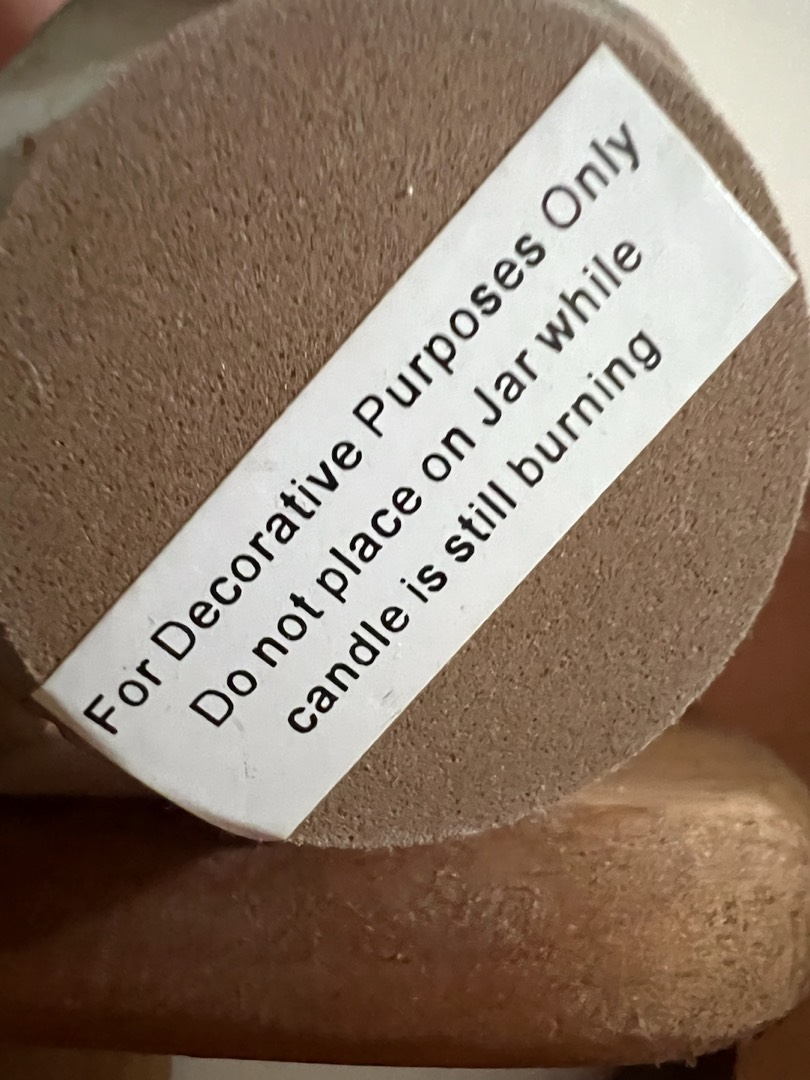 For Decorative Purposes Only
Do not place on Jar while
candle is still burning